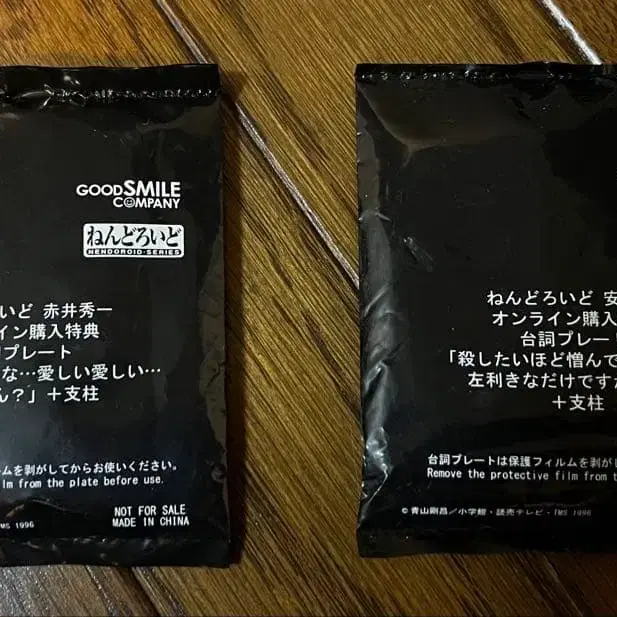 GOODSMILE
COMPANY
ねんどろいど
NENDOROID-SERIES
いど 赤井秀一
イン購入特典
プレート
な…愛しい愛しい…
ん？」＋支柱
ムを剥がしてからお使いください。
lm from the plate before use.
TMS 1996
NOT FOR SALE
MADE IN CHINA
ねんどろいど 安
オンライン購入
台詞プレー
「殺したいほど憎んで
左利きなだけです
＋支柱
台詞プレートは保護フィルムを剥が
Remove the protective film from t
© 青山剛昌／小学館・読売テレビ・TMS 1996